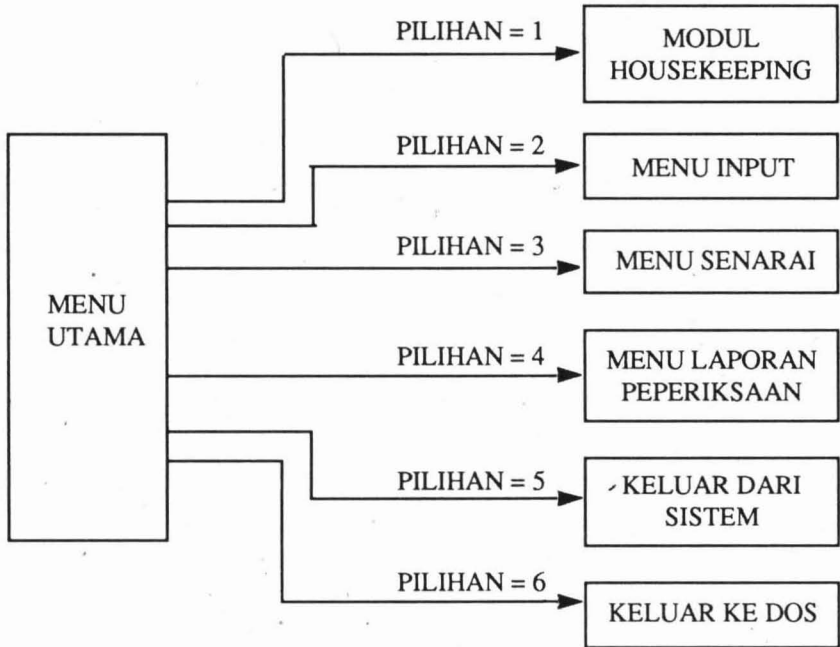 PILIHAN = 1
MODUL
HOUSEKEEPING
PILIHAN = 2
MENU INPUT
PILIHAN = 3
MENU SENARAI
MENU
UTAMA
PILIHAN = 4
MENU LAPORAN
PEPERIKSAAN
PILIHAN = 5
KELUAR DARI
SISTEM
PILIHAN = 6
KELUAR KE DOS